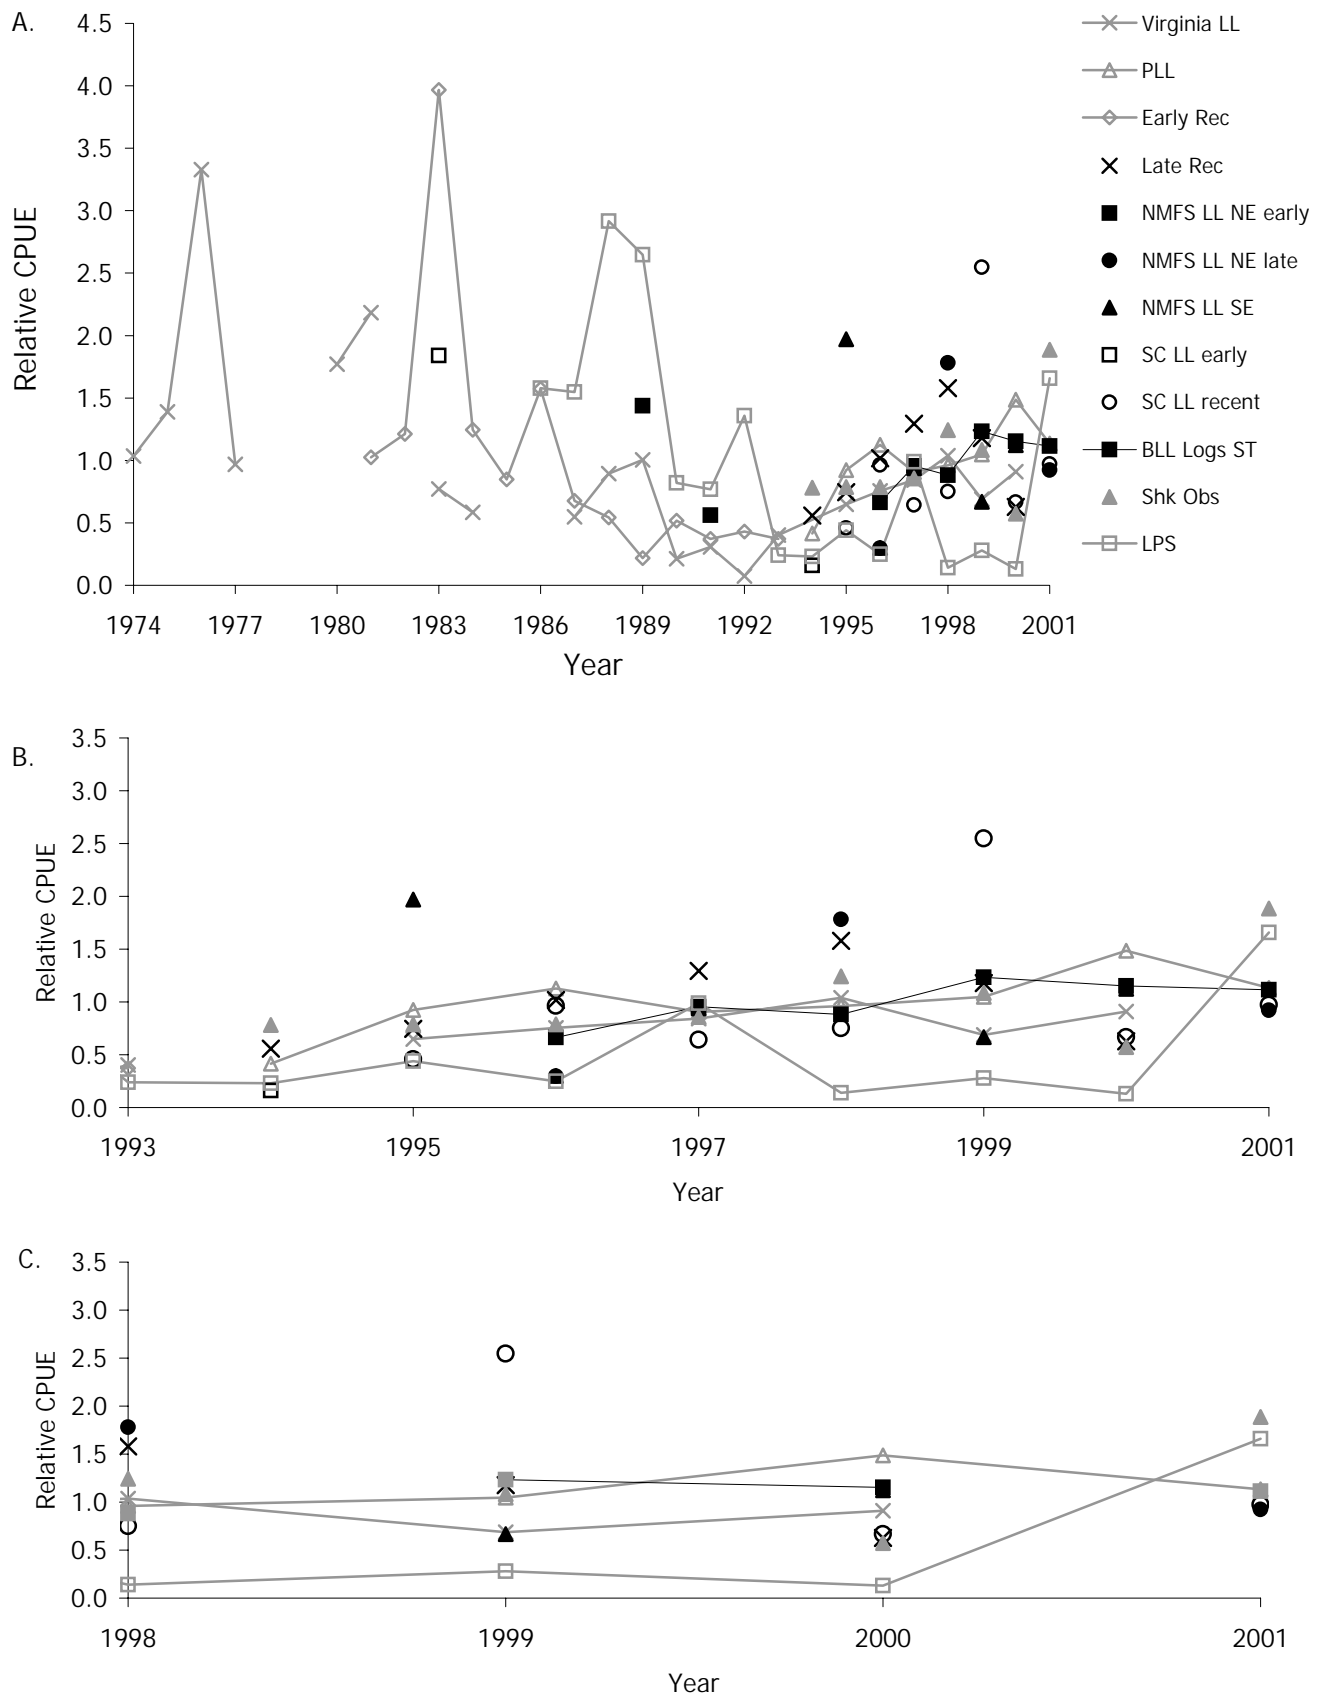 A.
4.5
4.0
3.5
3.0
2.5
2.0
1.5
1.0
0.5
0.0
Relative CPUE
1974 1977 1980 1983 1986 1989 1992 1995 1998 2001
Year
Virginia LL
PLL
Early Rec
Late Rec
NMFS LL NE early
NMFS LL NE late
NMFS LL SE
SC LL early
SC LL recent
BLL Logs ST
Shk Obs
LPS
B.
3.5
3.0
2.5
2.0
1.5
1.0
0.5
0.0
Relative CPUE
1993 1995 1997 1999 2001
Year
C.
3.5
3.0
2.5
2.0
1.5
1.0
0.5
0.0
Relative CPUE
1998 1999 2000 2001
Year